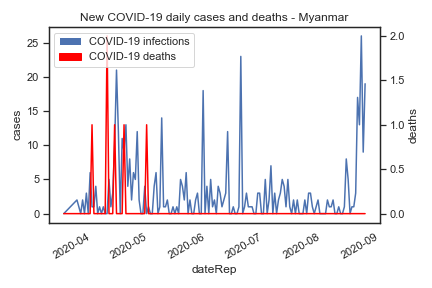 New COVID-19 daily cases and deaths - Myanmar
COVID-19 infections
COVID-19 deaths
25
20
15
10
5
0
cases
2.0
1.5
1.0
0.5
0.0
deaths
2020-04
2020-05
2020-06
2020-07
2020-08
2020-09
dateRep